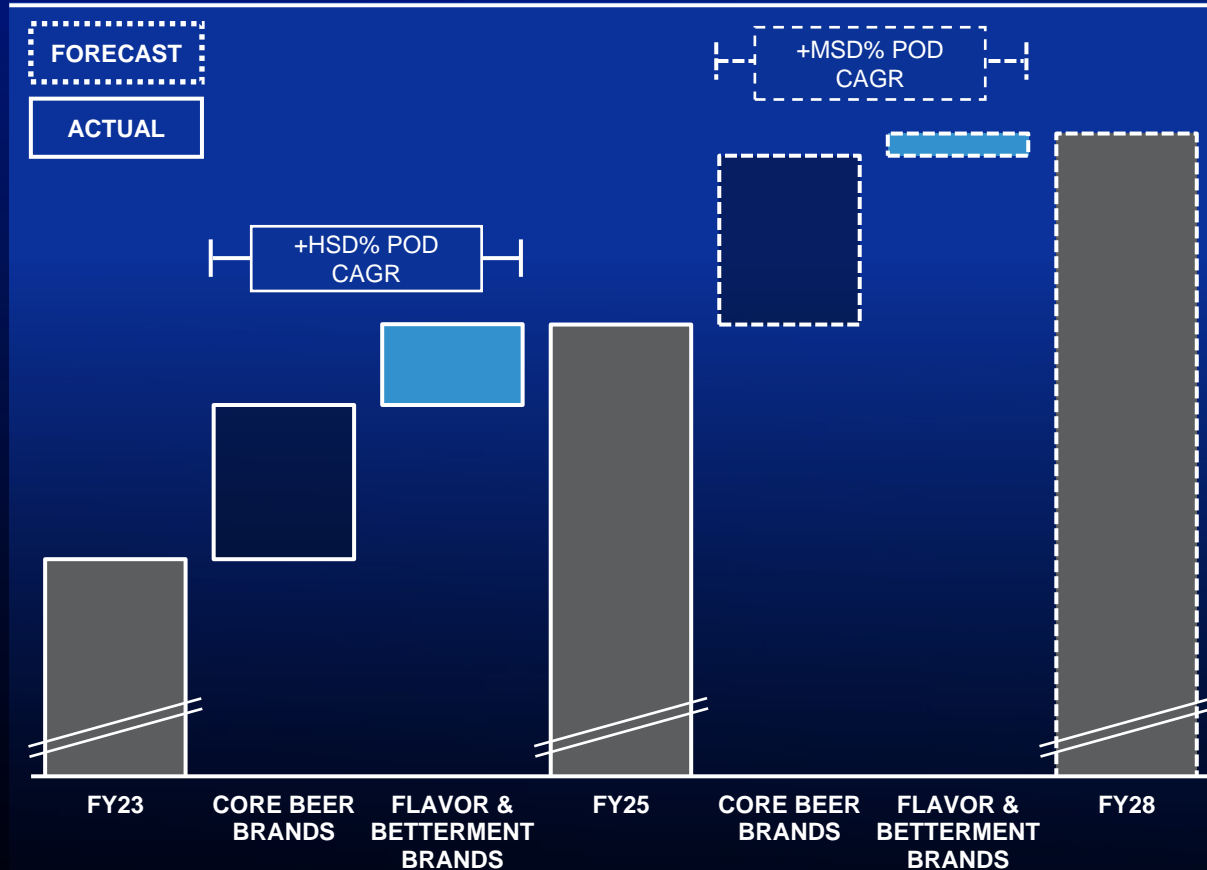 FORECAST
ACTUAL
+MSD% POD
CAGR
+HSD% POD
CAGR
FY23
CORE BEER
BRANDS
FLAVOR &
BETTERMENT
BRANDS
FY25
CORE BEER
BRANDS
FLAVOR &
BETTERMENT
BRANDS
FY28